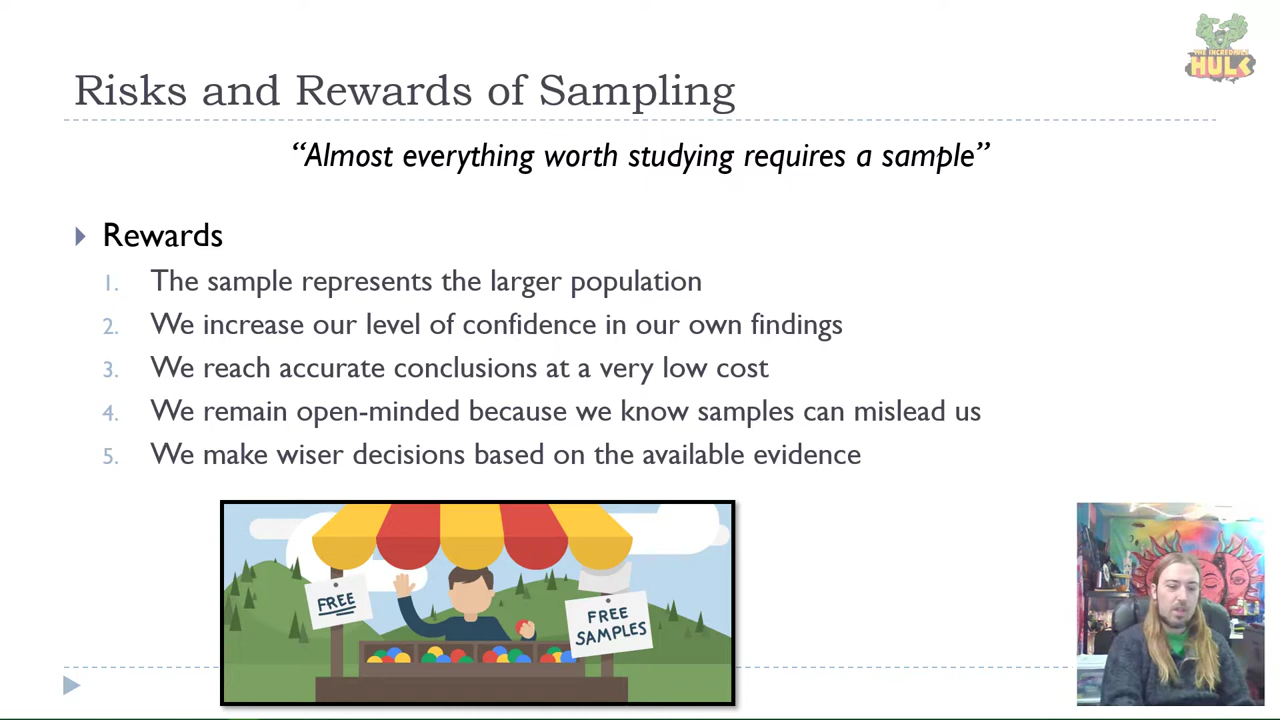 THE INCREDIBLE
HULK
Risks and Rewards of Sampling
“Almost everything worth studying requires a sample”
Rewards
1. The sample represents the larger population
2. We increase our level of confidence in our own findings
3. We reach accurate conclusions at a very low cost
4. We remain open-minded because we know samples can mislead us
5. We make wiser decisions based on the available evidence
FREE
FREE
SAMPLES